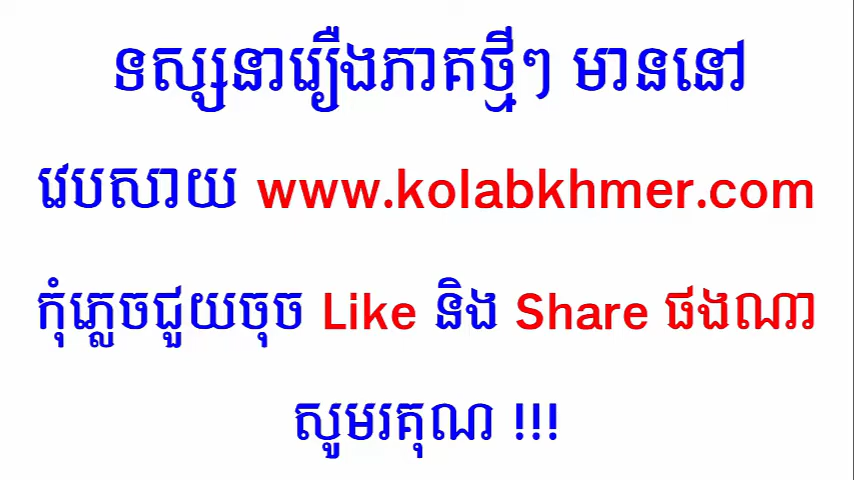 ទស្សនារឿងភាគថ្មីៗ មាននៅ
វេបសាយ www.kolabkhmer.com
កុំភ្លេចជួយចុច Like និង Share ផងណា
សូមរគុណ !!!